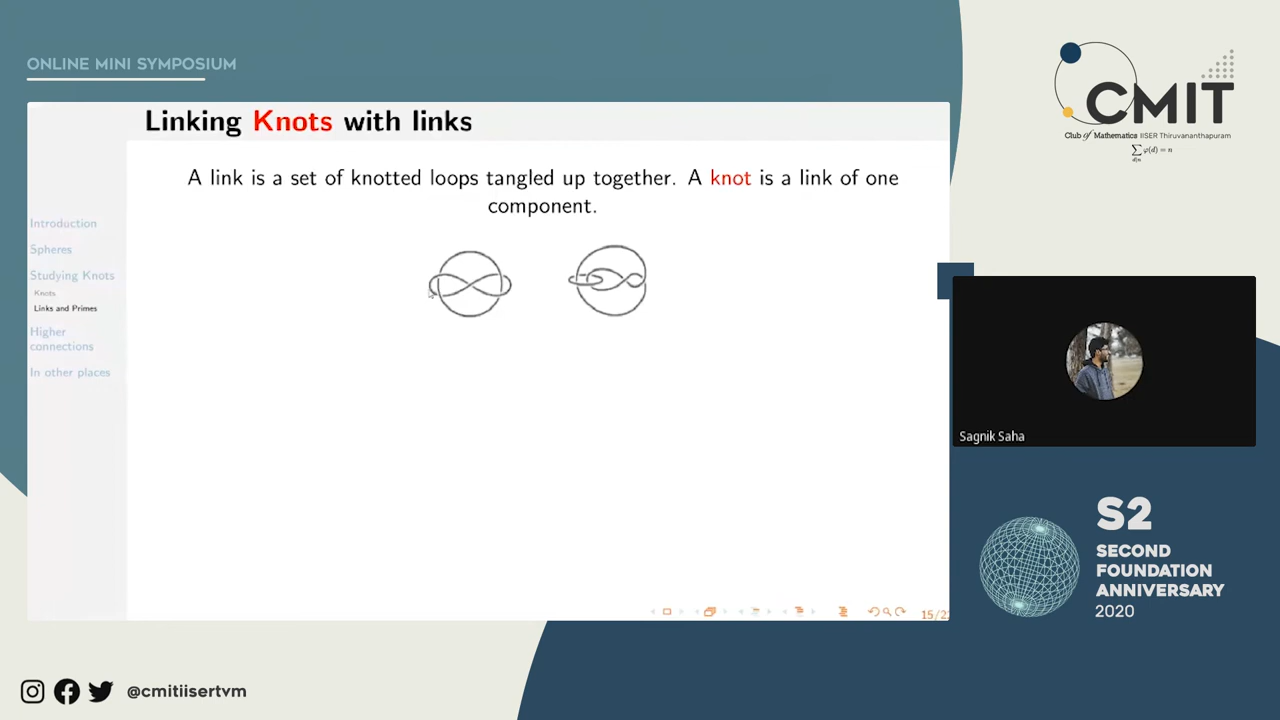 ONLINE MINI SYMPOSIUM
Linking Knots with links
A link is a set of knotted loops tangled up together. A knot is a link of one
component.
Introduction
Spheres
Studying Knots
Knots
Links and Primes
Higher
connections
In other places
15/2
CMIT
Club of Mathematics IISER Thiruvananthapuram
∑ φ(d) = n
d|n
Sagnik Saha
S2
SECOND
FOUNDATION
ANNIVERSARY
2020
@cmitiisertvm